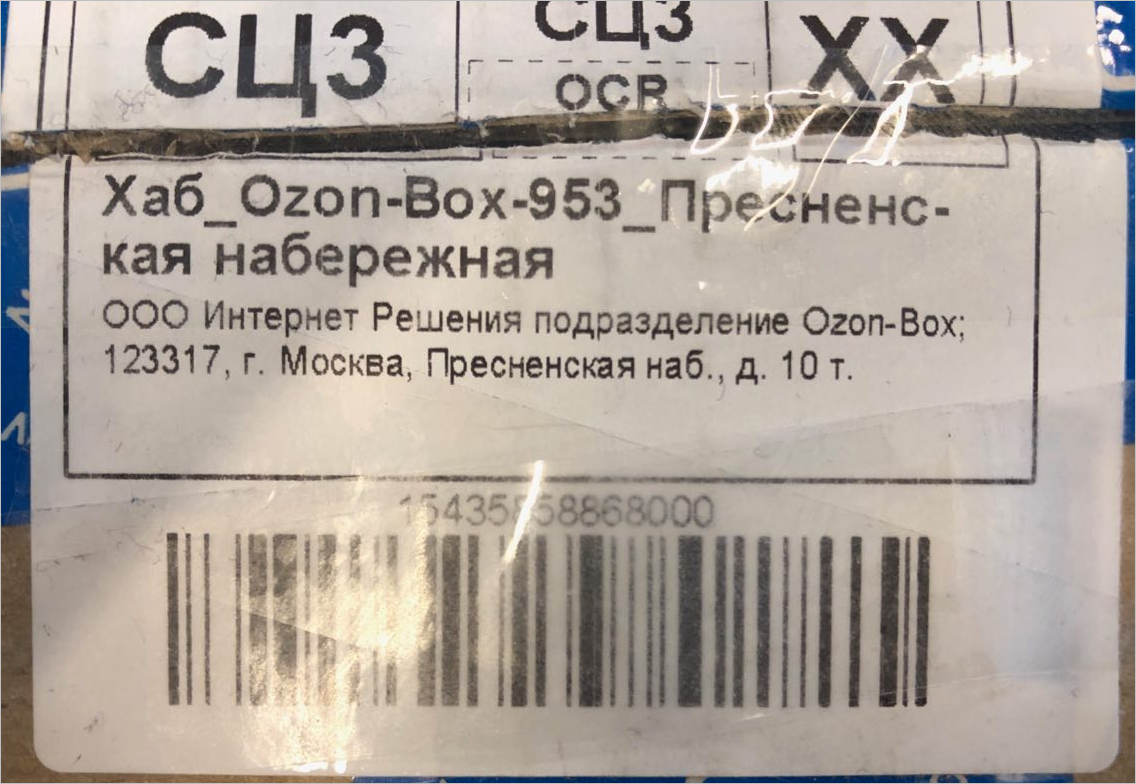 СЦЗ
СЦЗ
OCR
XX
Хаб_Ozon-Box-953_Пресненс-
кая набережная
ООО Интернет Решения подразделение Ozon-Box;
123317, г. Москва, Пресненская наб., д. 10 т.